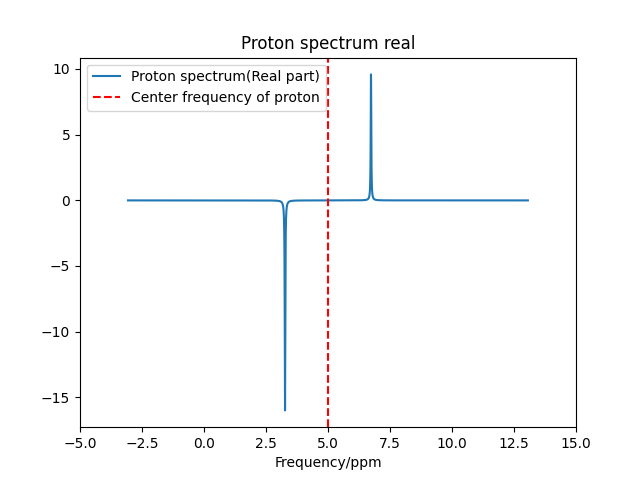 Proton spectrum real
Proton spectrum(Real part)
Center frequency of proton
10
5
0
−5
−10
−15
−5.0 −2.5 0.0 2.5 5.0 7.5 10.0 12.5 15.0
Frequency/ppm